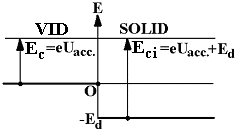 E
VID SOLID
E_c=eU_acc. E_ci=eU_acc.+E_d
O
-E_d